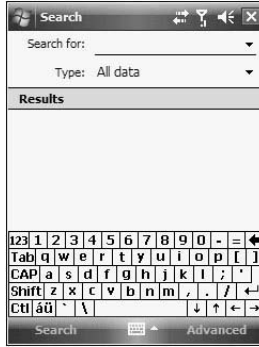 Search
Search for:
Type: All data
Results
123 1 2 3 4 5 6 7 8 9 0 - =
Tab q w e r t y u i o p [ ]
CAP a s d f g h j k l ; '
Shift z x c v b n m , . /
Ctl áü ` \
Search Advanced